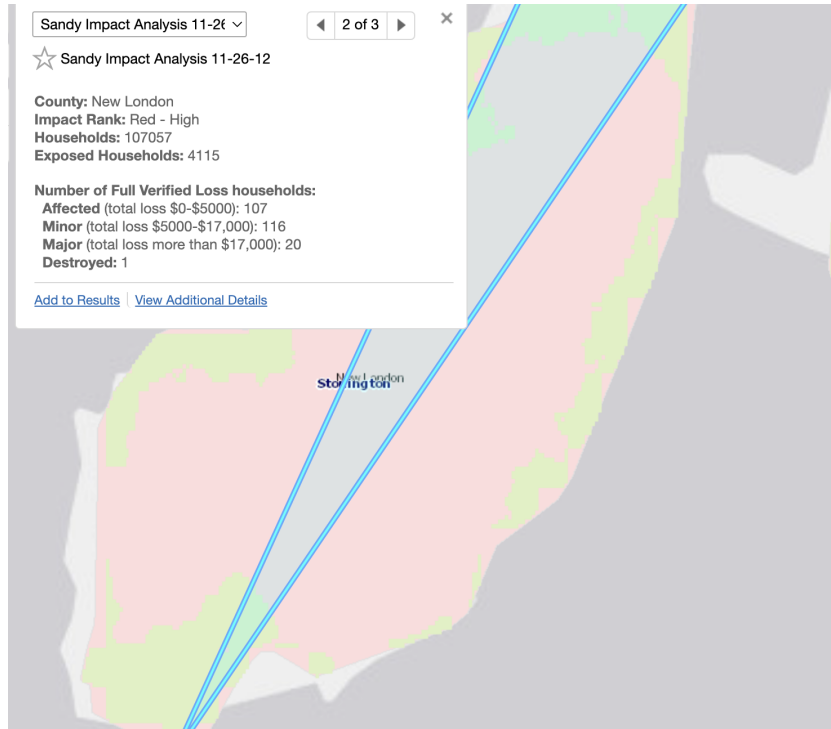 Sandy Impact Analysis 11-26
2 of 3
Sandy Impact Analysis 11-26-12
County: New London
Impact Rank: Red - High
Households: 107057
Exposed Households: 4115
Number of Full Verified Loss households:
Affected (total loss $0-$5000): 107
Minor (total loss $5000-$17,000): 116
Major (total loss more than $17,000): 20
Destroyed: 1
Add to Results View Additional Details
New London
Stonington